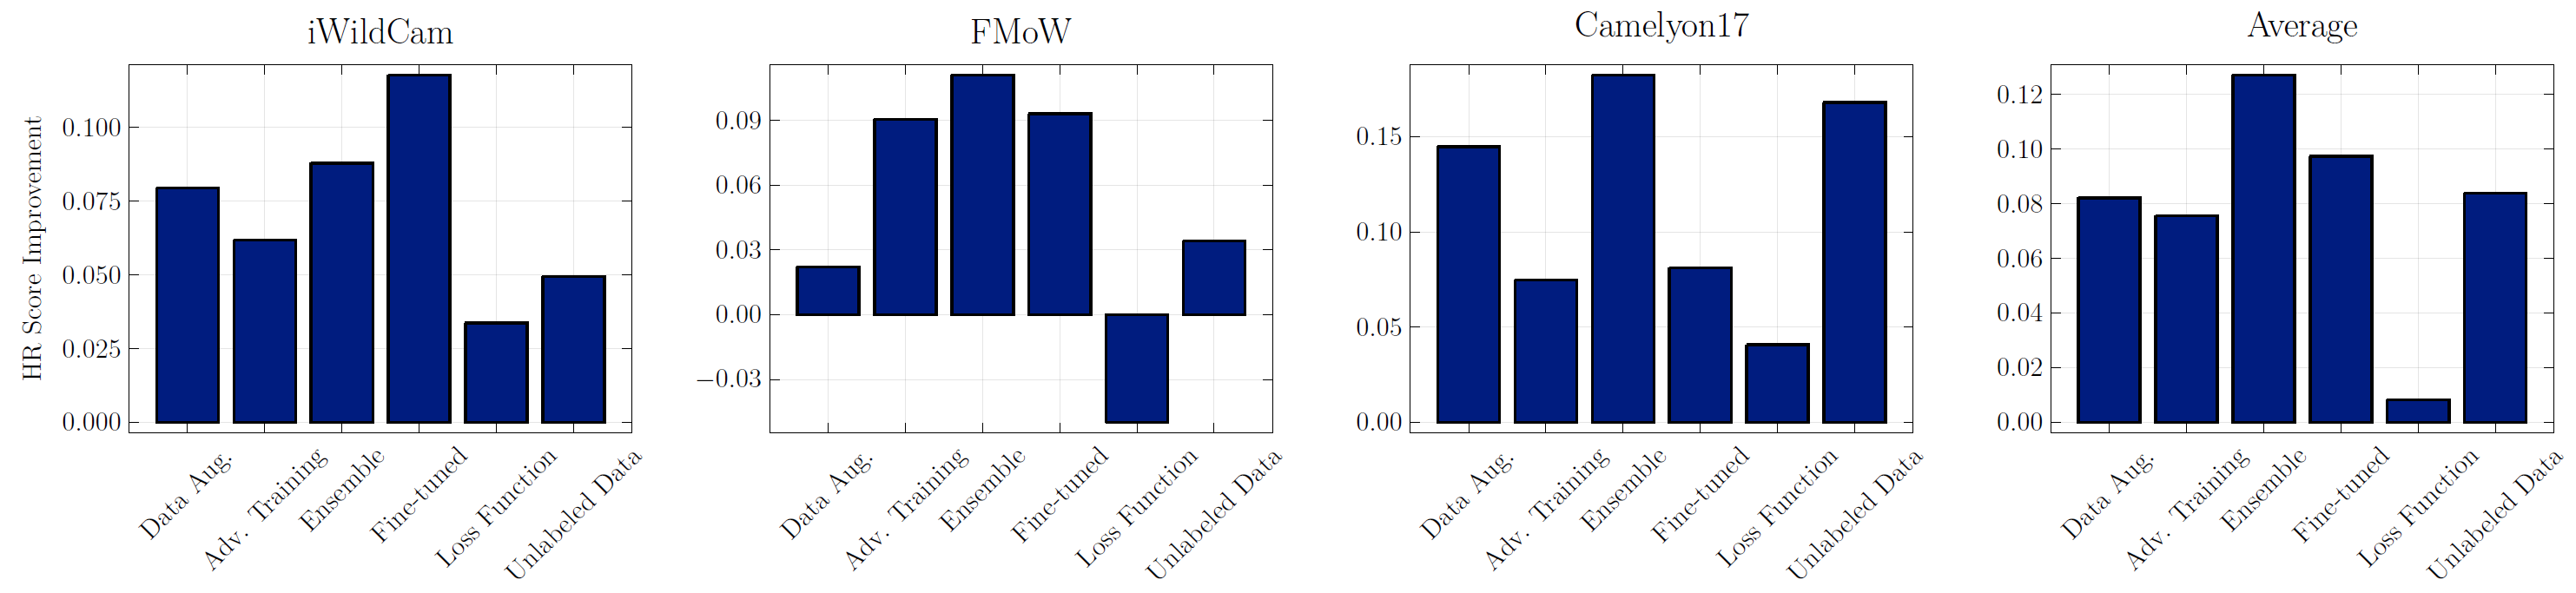 iWildCam
FMoW
Camelyon17
Average
HR Score Improvement
0.100
0.075
0.050
0.025
0.000
Data Aug.
Adv. Training
Ensemble
Fine-tuned
Loss Function
Unlabeled Data
0.09
0.06
0.03
0.00
−0.03
Data Aug.
Adv. Training
Ensemble
Fine-tuned
Loss Function
Unlabeled Data
0.15
0.10
0.05
0.00
Data Aug.
Adv. Training
Ensemble
Fine-tuned
Loss Function
Unlabeled Data
0.12
0.10
0.08
0.06
0.04
0.02
0.00
Data Aug.
Adv. Training
Ensemble
Fine-tuned
Loss Function
Unlabeled Data